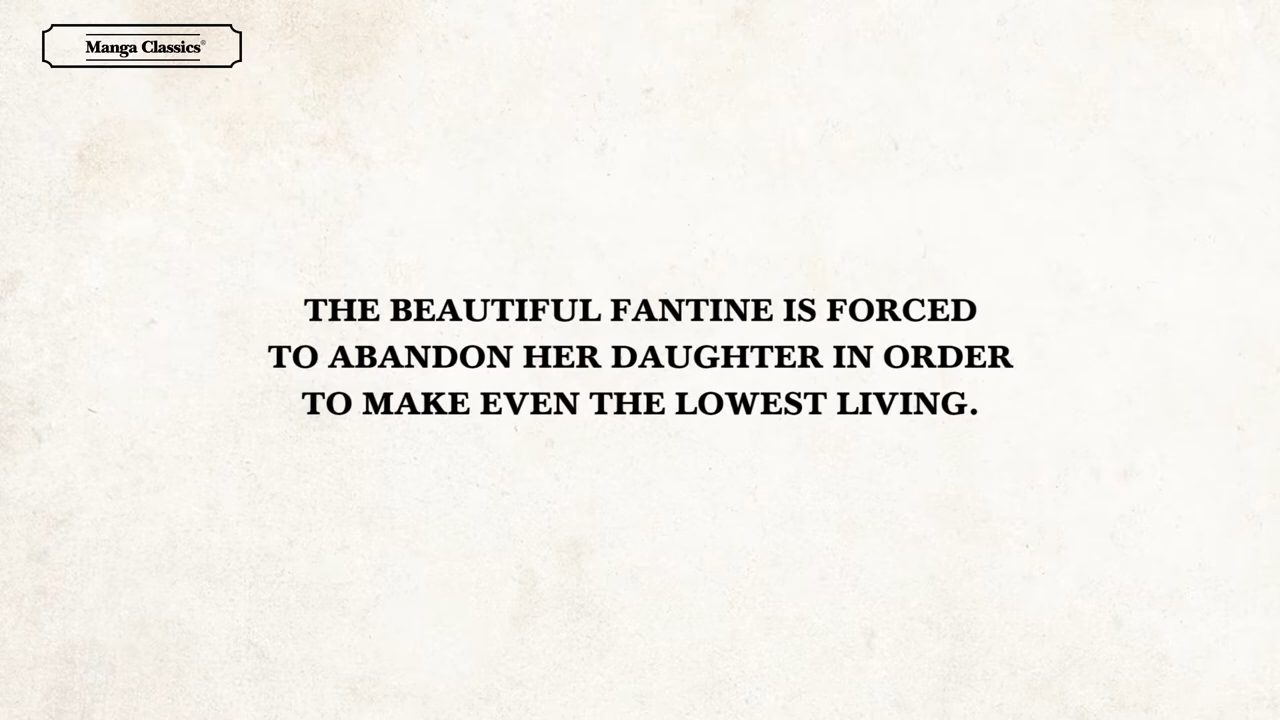 Manga Classics®
THE BEAUTIFUL FANTINE IS FORCED
TO ABANDON HER DAUGHTER IN ORDER
TO MAKE EVEN THE LOWEST LIVING.